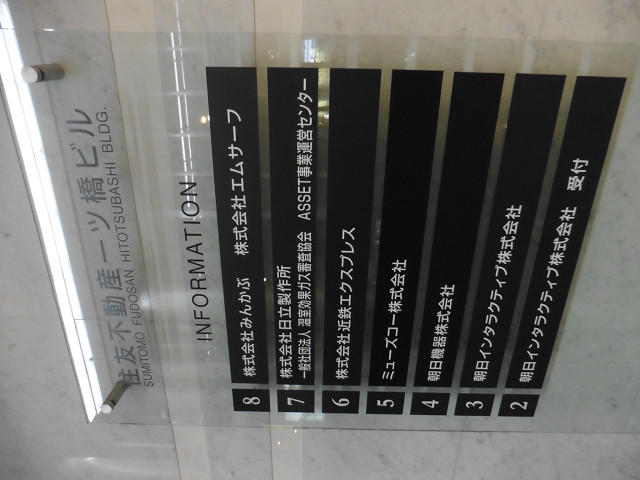 住友不動産一ツ橋ビル
SUMITOMO FUDOSAN HITOTSUBASHI BLDG.
INFORMATION
8 株式会社みんかぶ 株式会社エムサーフ
7 株式会社日立製作所
一般社団法人 温室効果ガス審査協会 ASSET事業運営センター
6 株式会社近鉄エクスプレス
5 ミューズコー株式会社
4 朝日機器株式会社
3 朝日インタラクティブ株式会社
2 朝日インタラクティブ株式会社 受付